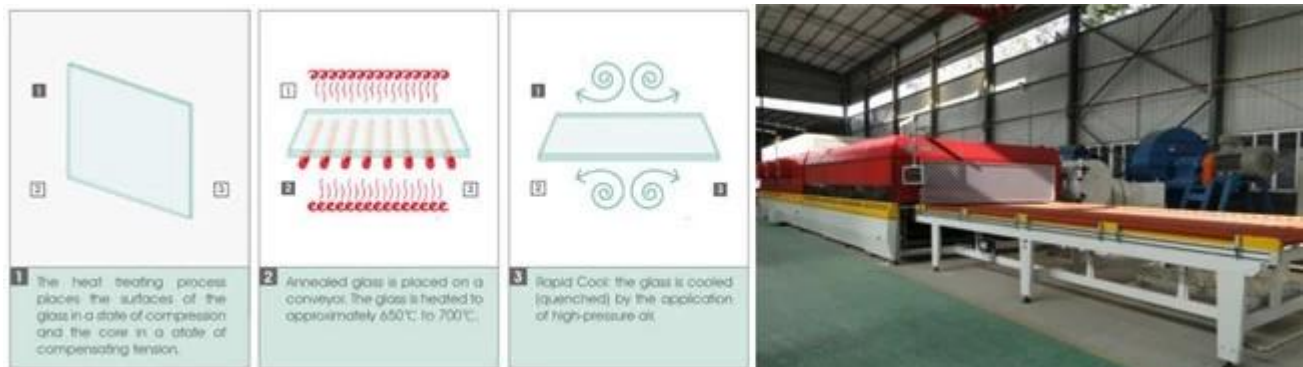 1
2
3
1
The heat treating process
places the surfaces of the
glass in a state of compression
and the core in a atate of
compensating tension.
1
2
3
2
Annealed glass is placed on a
conveyor. The glass is heated to
approximately 650℃ to 700℃.
1
2
3
3
Rapid Cool: the glass is cooled
(quenched) by the application
of high-pressure air.